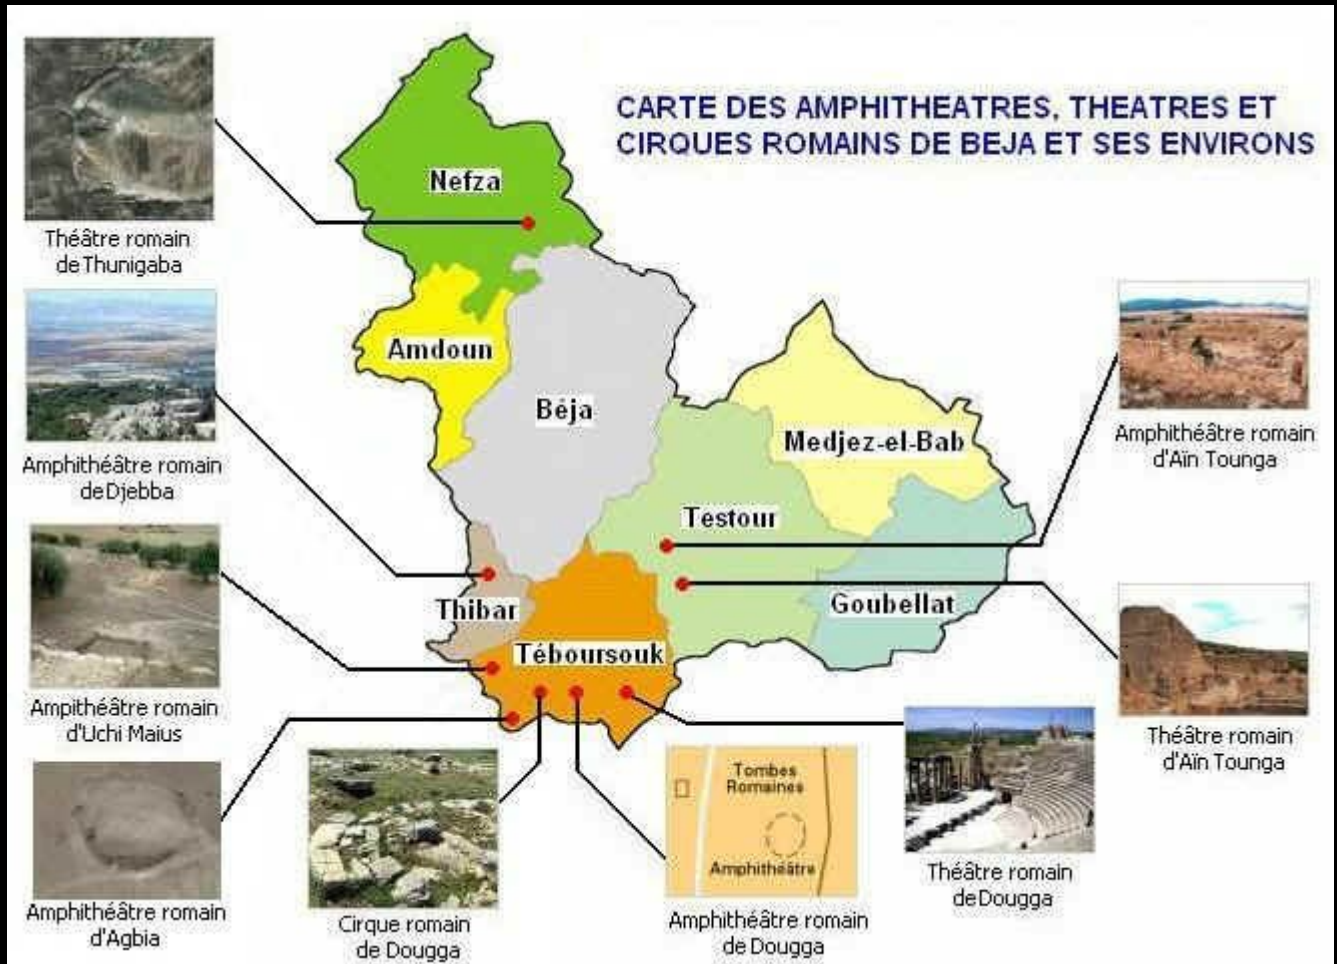 CARTE DES AMPHITHEATRES, THEATRES ET
CIRQUES ROMAINS DE BEJA ET SES ENVIRONS
Nefza
Amdoun
Béja
Medjez-el-Bab
Testour
Goubellat
Thibar
Téboursouk
Théâtre romain
de Thunigaba
Amphithéâtre romain
de Djebba
Ampithéâtre romain
d'Uchi Maius
Amphithéâtre romain
d'Agbia
Cirque romain
de Dougga
Tombes
Romaines
Amphithéâtre
Amphithéâtre romain
de Dougga
Théâtre romain
de Dougga
Amphithéâtre romain
d'Aïn Tounga
Théâtre romain
d'Aïn Tounga